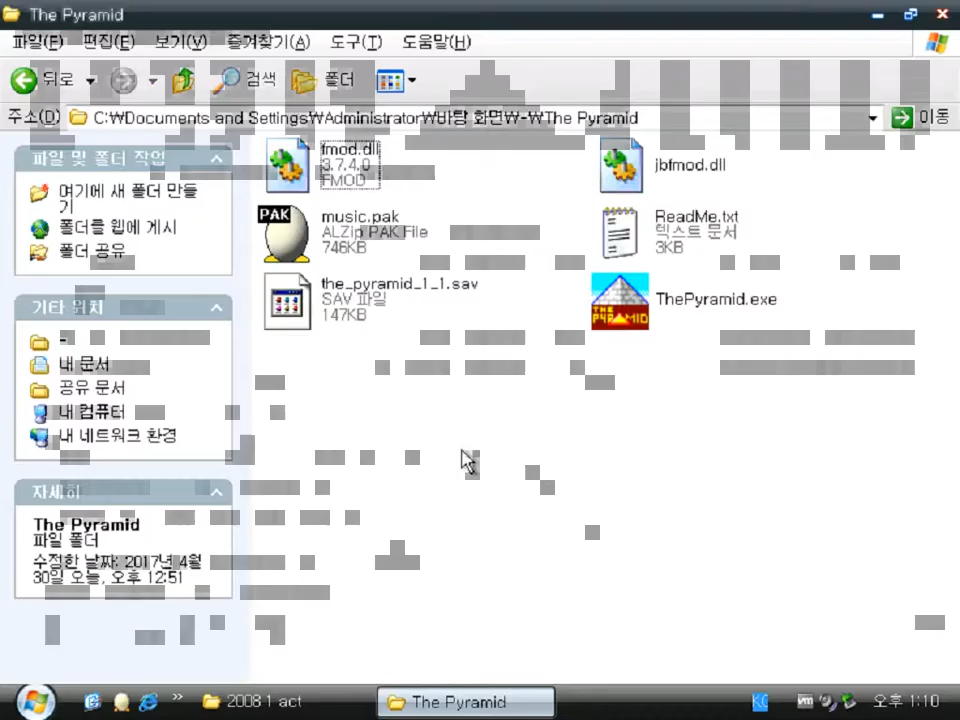 The Pyramid
파일(F) 편집(E) 보기(V) 즐겨찾기(A) 도구(T) 도움말(H)
뒤로 검색 폴더
주소(D) C:₩Documents and Settings₩Administrator₩바탕 화면₩-₩The Pyramid 이동
파일 및 폴더 작업
여기에 새 폴더 만들
기
폴더를 웹에 게시
폴더 공유
기타 위치
-
내 문서
공유 문서
내 컴퓨터
내 네트워크 환경
자세히
The Pyramid
파일 폴더
수정한 날짜: 2017년 4월
30일 오늘, 오후 12:51
fmod.dll
3.7.4.0
FMOD
jbfmod.dll
PAK
music.pak
ALZip PAK File
746KB
ReadMe.txt
텍스트 문서
3KB
the_pyramid_1_1.sav
SAV 파일
147KB
THE PYRAMID
ThePyramid.exe
2008 1 act
The Pyramid
오후 1:10